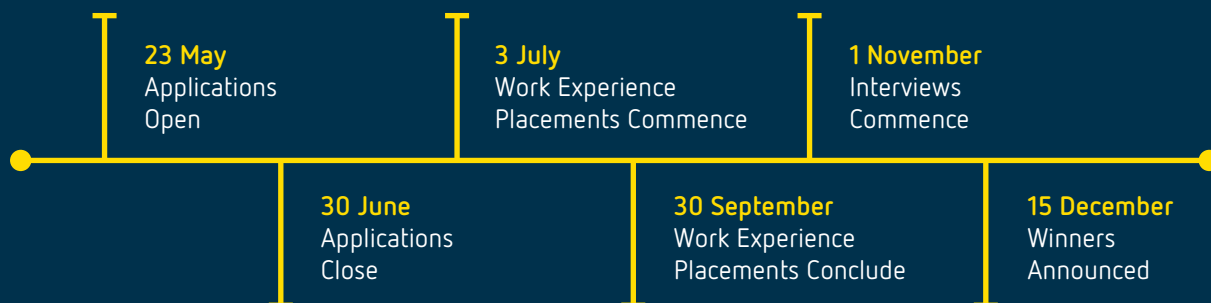 23 May
Applications
Open
30 June
Applications
Close
3 July
Work Experience
Placements Commence
30 September
Work Experience
Placements Conclude
1 November
Interviews
Commence
15 December
Winners
Announced